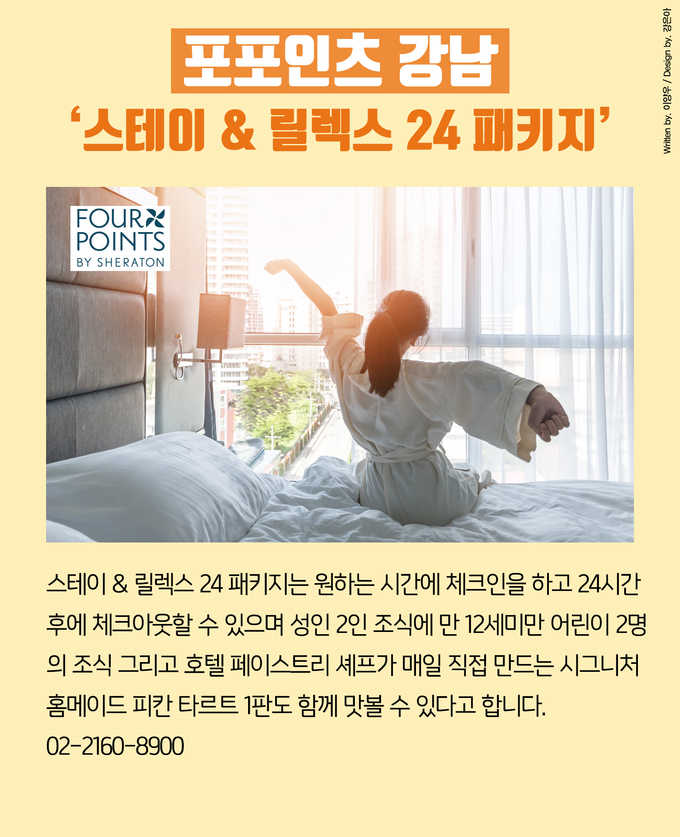 포포인츠 강남
‘스테이 & 릴렉스 24 패키지’
Written by. 이양우 / Design by. 강은아
FOUR POINTS
BY SHERATON
스테이 & 릴렉스 24 패키지는 원하는 시간에 체크인을 하고 24시간
후에 체크아웃할 수 있으며 성인 2인 조식에 만 12세미만 어린이 2명
의 조식 그리고 호텔 페이스트리 셰프가 매일 직접 만드는 시그니처
홈메이드 피칸 타르트 1판도 함께 맛볼 수 있다고 합니다.
02-2160-8900